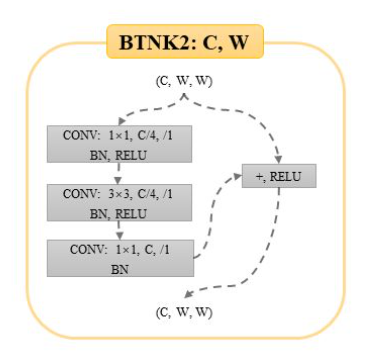 BTNK2: C, W
(C, W, W)
CONV: 1×1, C/4, /1
BN, RELU
CONV: 3×3, C/4, /1
BN, RELU
+, RELU
CONV: 1×1, C, /1
BN
(C, W, W)